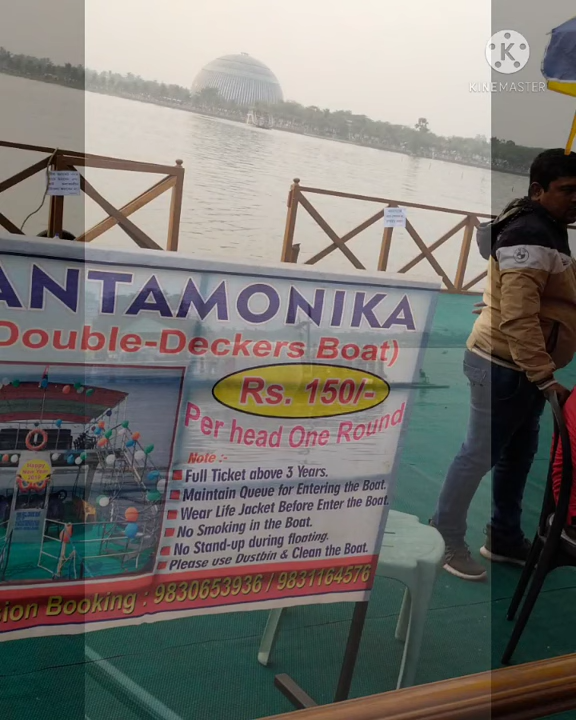 K
KINEMASTER
ANTAMONIKA
Double-Deckers Boat)
Rs. 150/-
Per head One Round
Note :-
Full Ticket above 3 Years.
Maintain Queue for Entering the Boat.
Wear Life Jacket Before Enter the Boat.
No Smoking in the Boat.
No Stand-up during floating.
Please use Dustbin & Clean the Boat.
sion Booking : 9830653936 / 9831164576